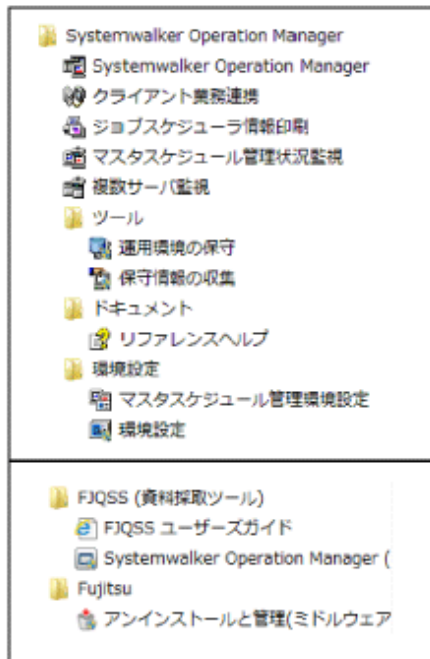 Systemwalker Operation Manager
Systemwalker Operation Manager
クライアント業務連携
ジョブスケジューラ情報印刷
マスタスケジュール管理状況監視
複数サーバ監視
ツール
運用環境の保守
保守情報の収集
ドキュメント
リファレンスヘルプ
環境設定
マスタスケジュール管理環境設定
環境設定
FJQSS (資料採取ツール)
FJQSS ユーザーズガイド
Systemwalker Operation Manager (
Fujitsu
アンインストールと管理(ミドルウェア